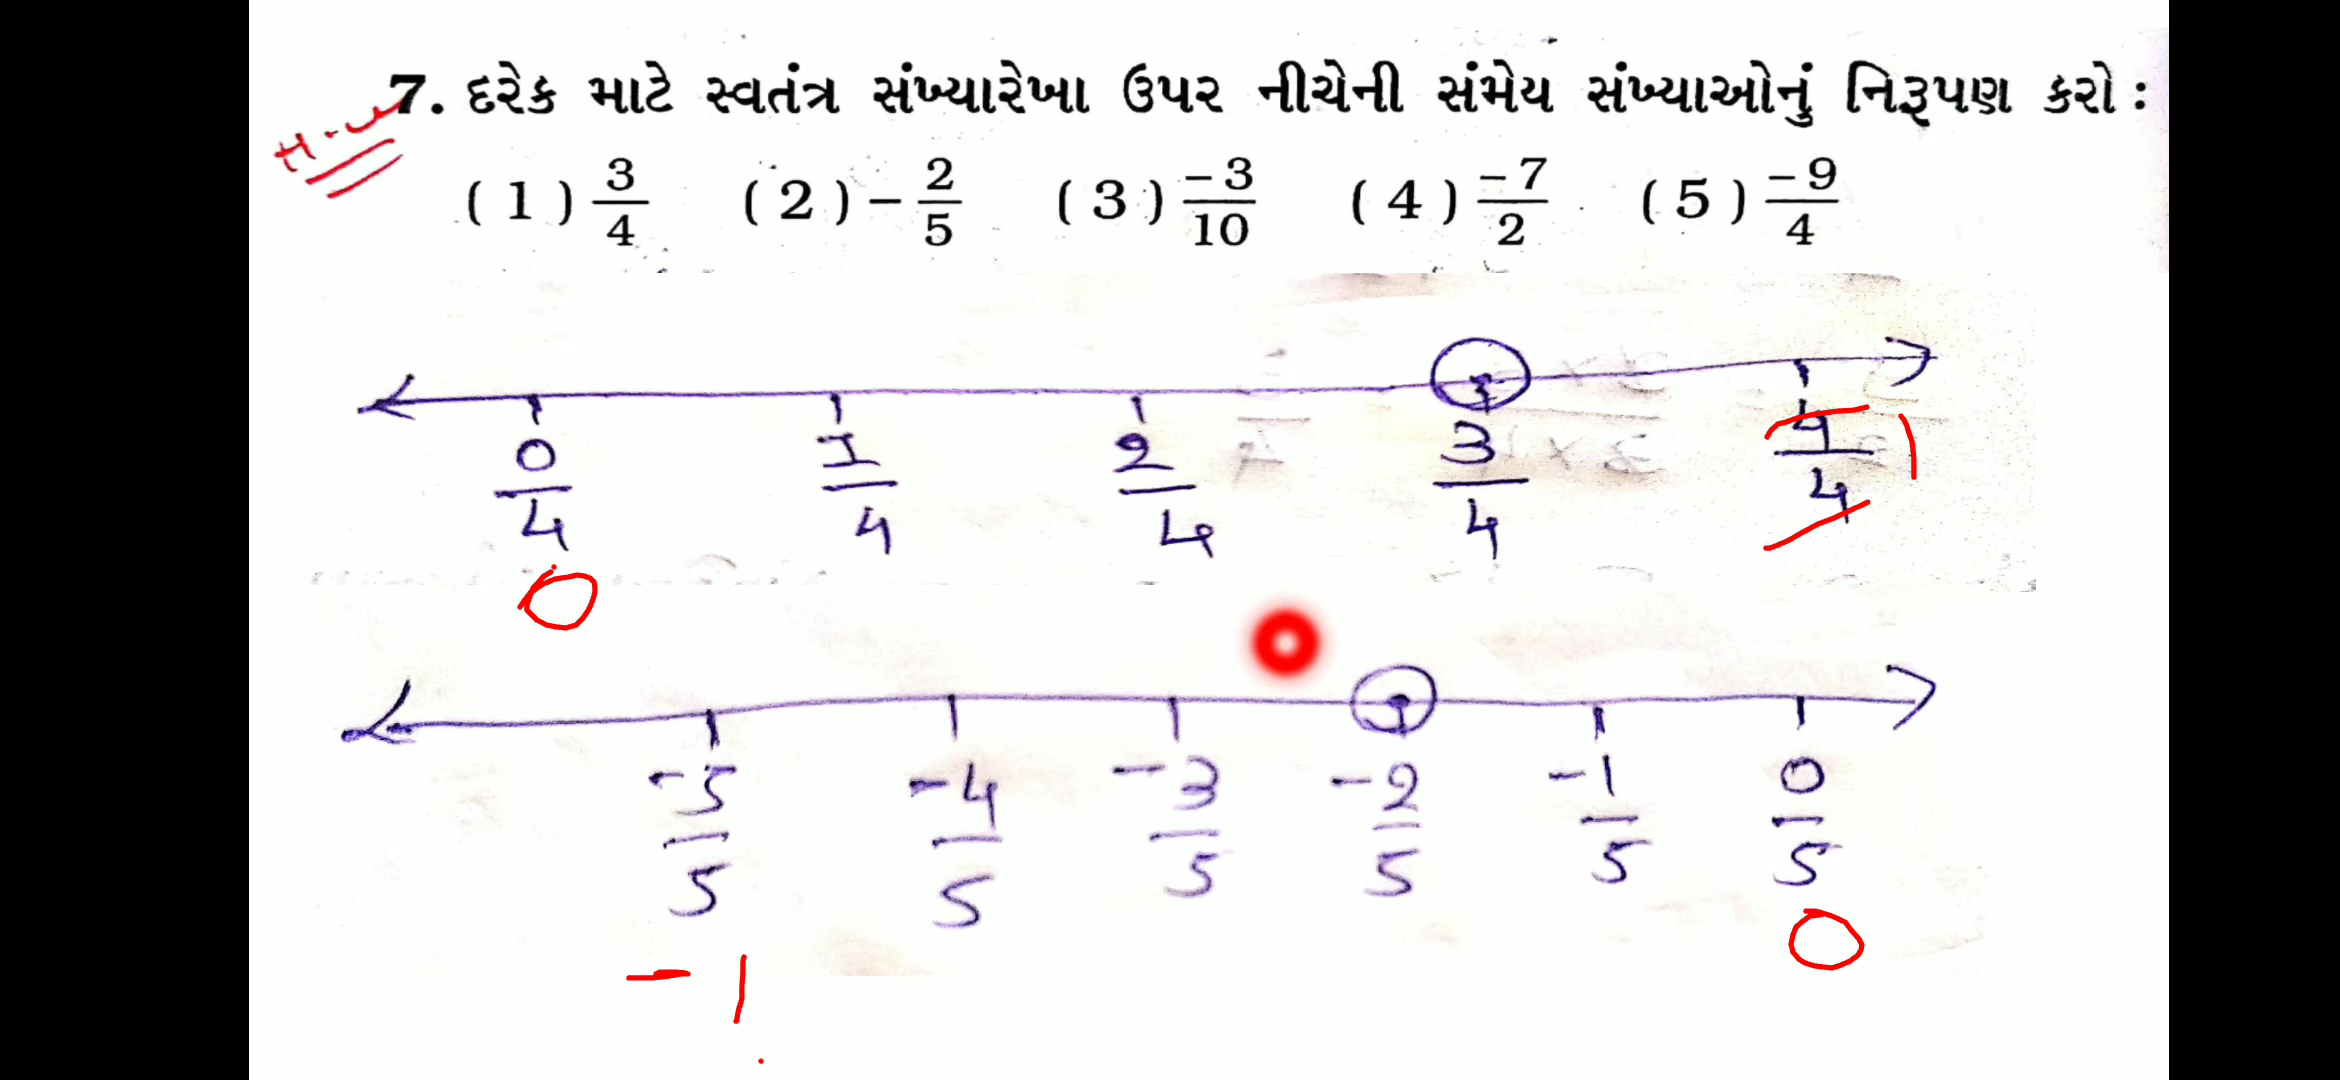 7. દરેક માટે સ્વતંત્ર સંખ્યારેખા ઉપર નીચેની સંમેય સંખ્યાઓનું નિરૂપણ કરો :
(1) 3/4 (2) -2/5 (3) -3/10 (4) -7/2 (5) -9/4
0/4 1/4 2/4 3/4 4/4 1
0
-5/5 -4/5 -3/5 -2/5 -1/5 0/5
-1 0